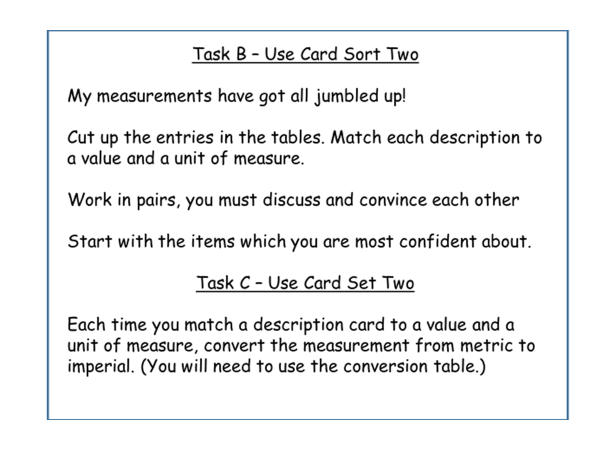 Task B – Use Card Sort Two
My measurements have got all jumbled up!
Cut up the entries in the tables. Match each description to
a value and a unit of measure.
Work in pairs, you must discuss and convince each other
Start with the items which you are most confident about.
Task C – Use Card Set Two
Each time you match a description card to a value and a
unit of measure, convert the measurement from metric to
imperial. (You will need to use the conversion table.)